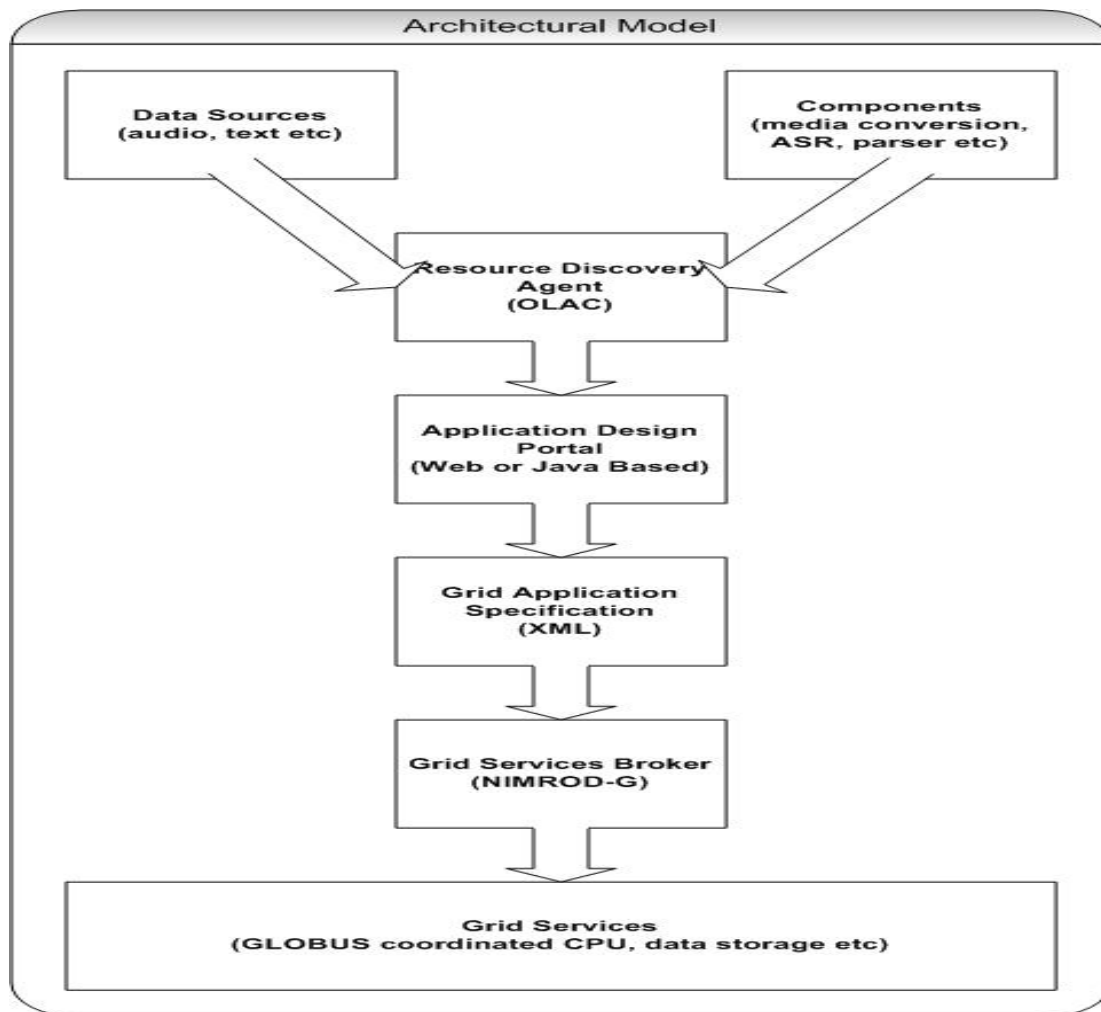 Architectural Model
Data Sources
(audio, text etc)
Components
(media conversion,
ASR, parser etc)
Resource Discovery
Agent
(OLAC)
Application Design
Portal
(Web or Java Based)
Grid Application
Specification
(XML)
Grid Services Broker
(NIMROD-G)
Grid Services
(GLOBUS coordinated CPU, data storage etc)